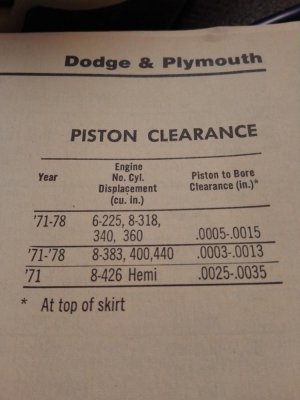 Dodge & Plymouth
PISTON CLEARANCE
Year Engine No. Cyl. Displacement (cu. in.) Piston to Bore Clearance (in.)*
'71-78 6-225, 8-318,
340, 360 .0005-.0015
'71-'78 8-383, 400,440 .0003-.0013
'71 8-426 Hemi .0025-.0035
* At top of skirt